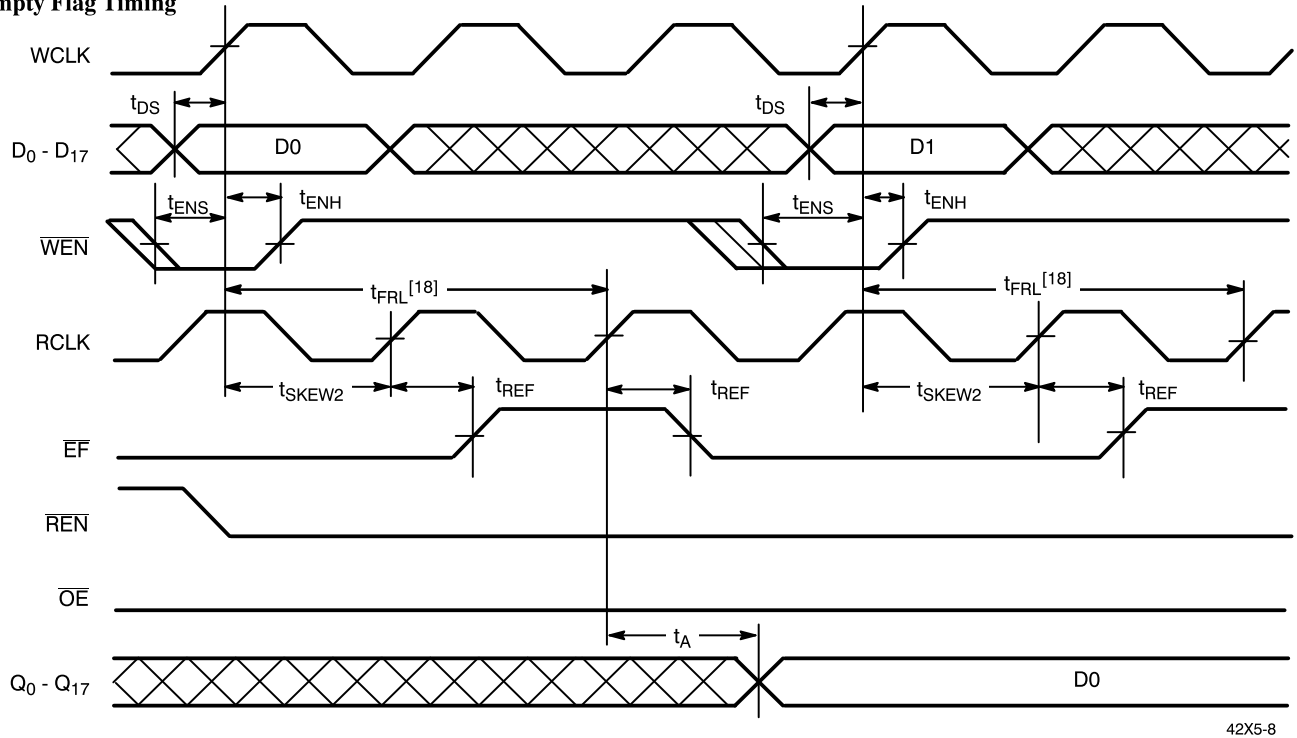 mpty Flag Timing
WCLK
tDS
tDS
D0 - D17
D0
D1
tENS
tENH
tENS
tENH
WEN
tFRL[18]
tFRL[18]
RCLK
tSKEW2
tREF
tREF
tSKEW2
tREF
EF
REN
OE
tA
Q0 - Q17
D0
42X5-8